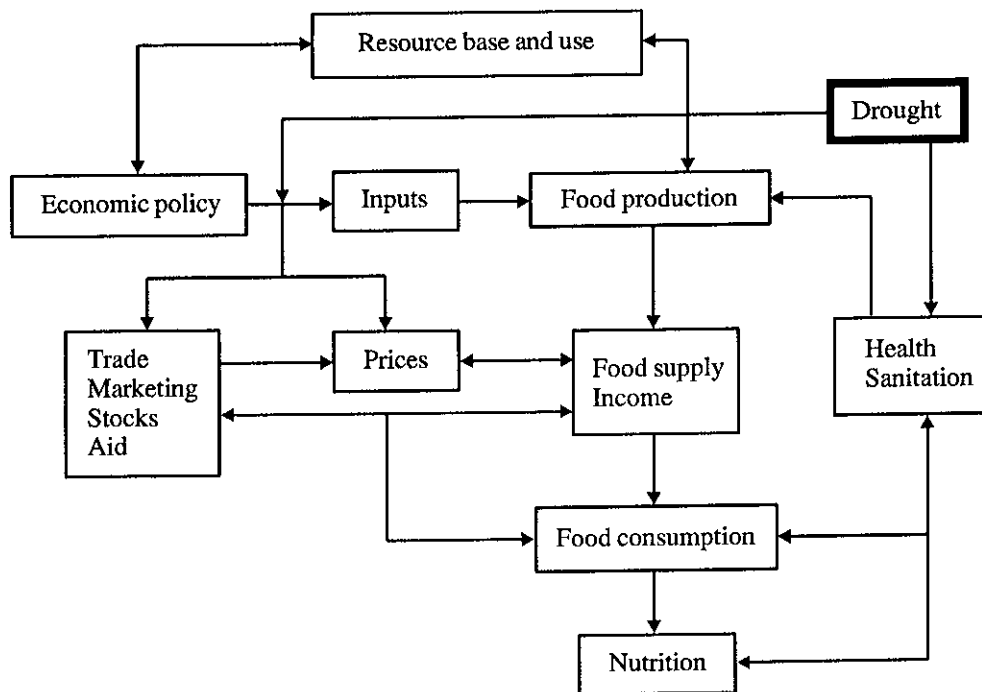 Resource base and use
Drought
Economic policy
Inputs
Food production
Trade
Marketing
Stocks
Aid
Prices
Food supply
Income
Health
Sanitation
Food consumption
Nutrition